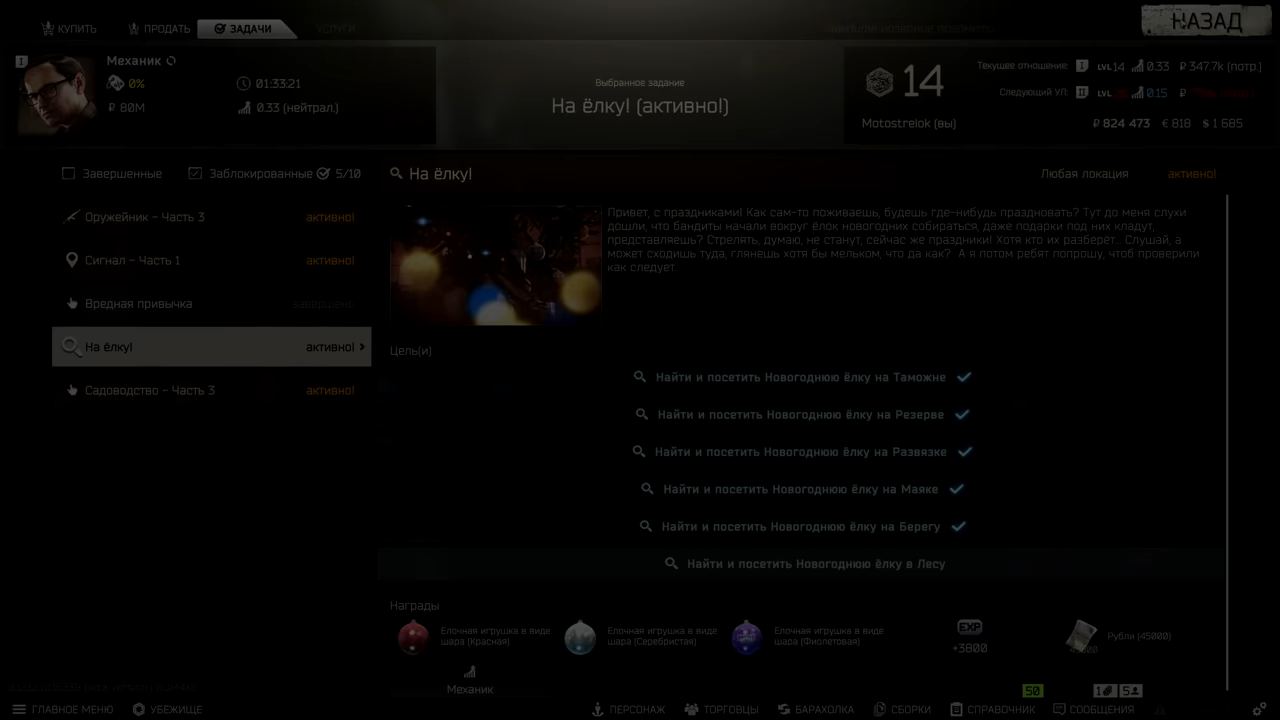 КУПИТЬ
ПРОДАТЬ
ЗАДАЧИ
УСЛУГИ
НАЗАД
I
Механик
0%
₽ 80M
01:33:21
0.33 (нейтрал.)
Выбранное задание
На ёлку! (активно!)
14
Motostrelok (вы)
Текущее отношение: I LVL 14 0.33 ₽ 347.7k (потр.)
Следующий УЛ: II LVL 0.15 ₽
₽ 824 473 € 818 $ 1 685
Завершенные
Заблокированные 5/10
Оружейник – Часть 3 активно!
Сигнал – Часть 1 активно!
Вредная привычка завершень
На ёлку! активно!
Садоводство – Часть 3 активно!
На ёлку!
Любая локация
активно!
Привет, с праздниками! Как сам-то поживаешь, будешь где-нибудь праздновать? Тут до меня слухи
дошли, что бандиты начали вокруг ёлок новогодних собираться, даже подарки под них кладут,
представляешь? Стрелять, думаю, не станут, сейчас же праздники! Хотя кто их разберёт... Слушай, а
может сходишь туда, глянешь хотя бы мельком, что да как? А я потом ребят попрошу, чтоб проверили
как следует.
Цель(и)
Найти и посетить Новогоднюю ёлку на Таможне
Найти и посетить Новогоднюю ёлку на Резерве
Найти и посетить Новогоднюю ёлку на Развязке
Найти и посетить Новогоднюю ёлку на Маяке
Найти и посетить Новогоднюю ёлку на Берегу
Найти и посетить Новогоднюю ёлку в Лесу
Награды
Елочная игрушка в виде
шара (Красная)
Елочная игрушка в виде
шара (Серебристая)
Елочная игрушка в виде
шара (Фиолетовая)
EXP
+3800
Рубли (45000)
45000
Механик
ГЛАВНОЕ МЕНЮ
УБЕЖИЩЕ
ПЕРСОНАЖ
ТОРГОВЦЫ
БАРАХОЛКА
СБОРКИ
50
СПРАВОЧНИК
1
5
СООБЩЕНИЯ